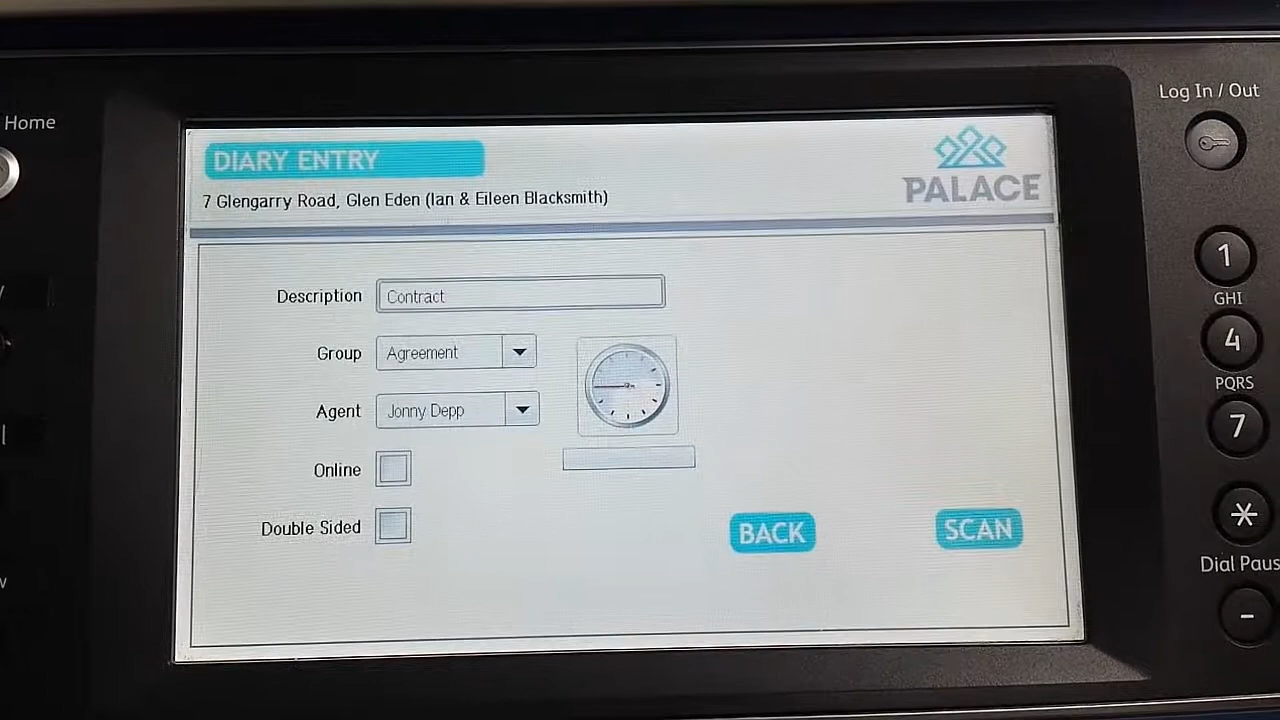 Home
Log In / Out
DIARY ENTRY
7 Glengarry Road, Glen Eden (Ian & Eileen Blacksmith)
PALACE
Description
Contract
Group
Agreement
Agent
Jonny Depp
Online
Double Sided
BACK
SCAN
1
GHI
4
PQRS
7
*
Dial Paus
-